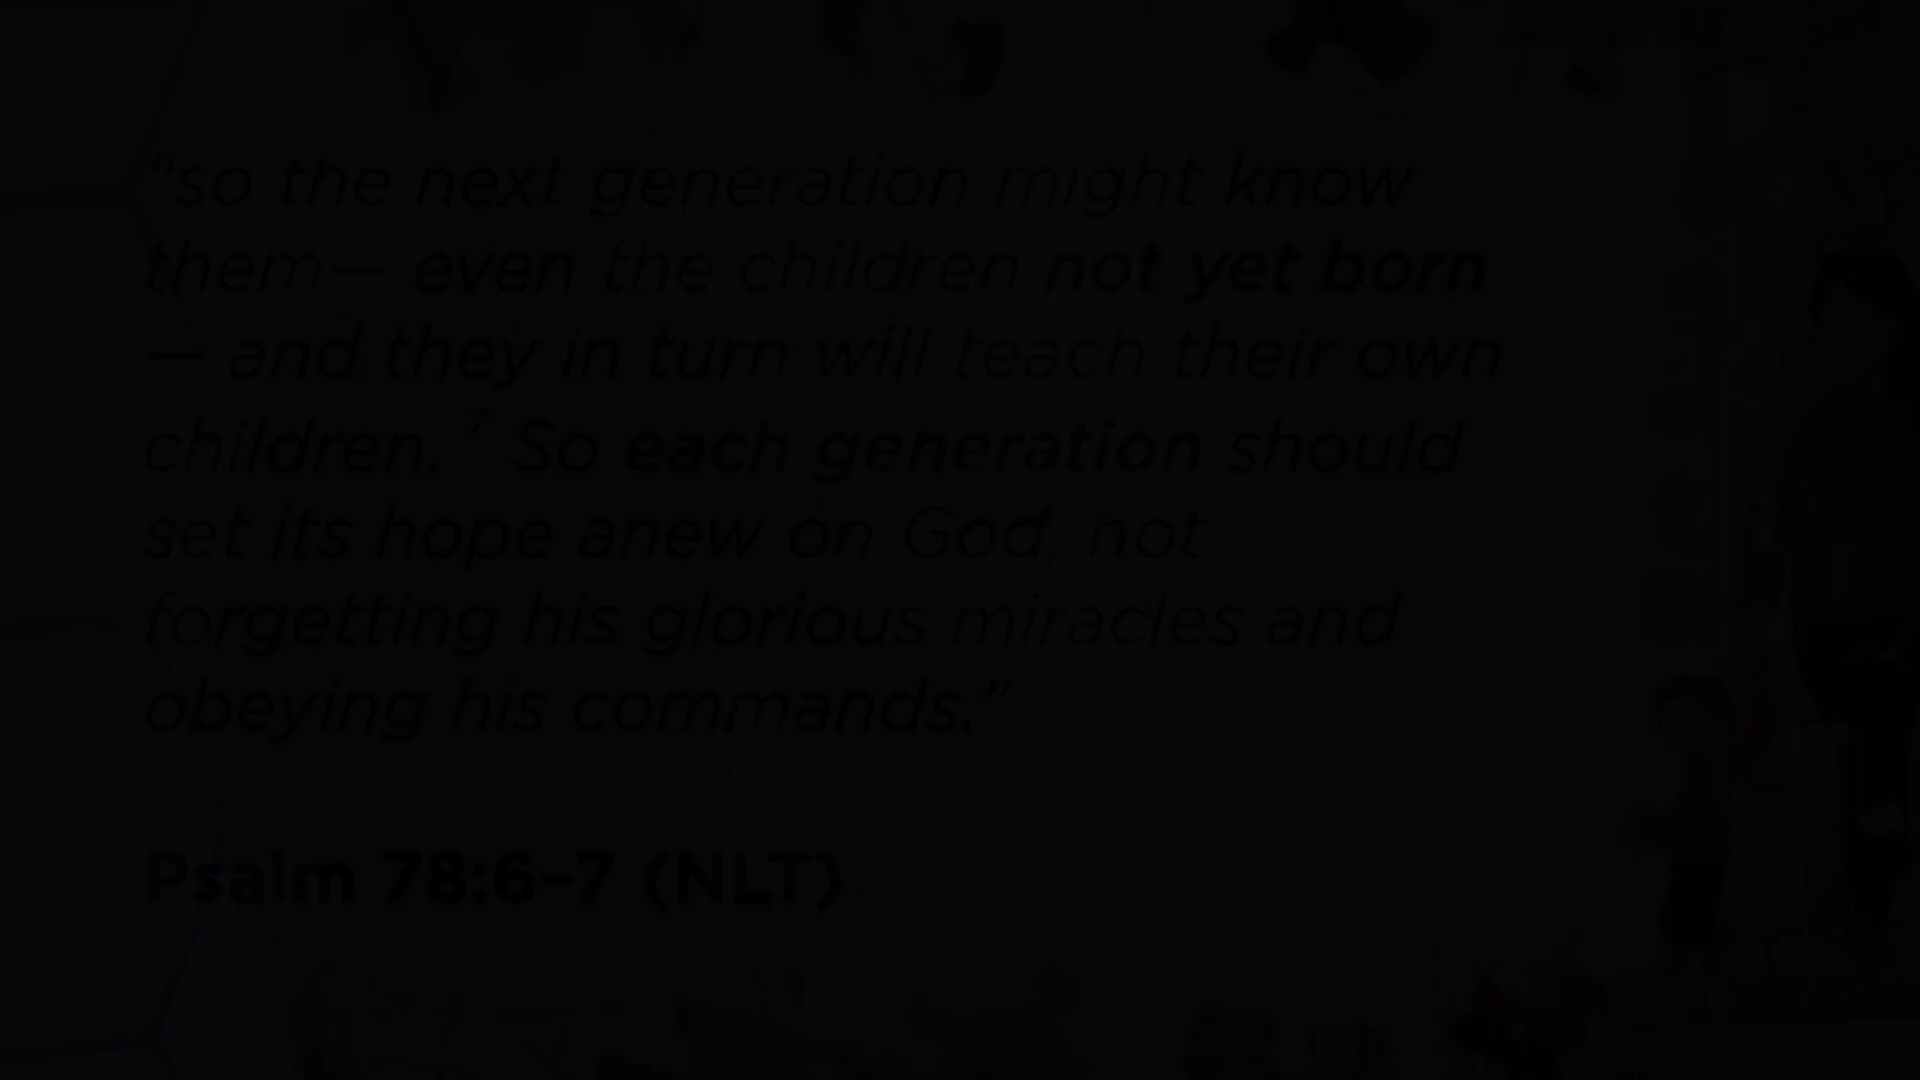 “so the next generation might know
them— even the children not yet born
— and they in turn will teach their own
children. ⁷ So each generation should
set its hope anew on God, not
forgetting his glorious miracles and
obeying his commands.”
Psalm 78:6–7 (NLT)